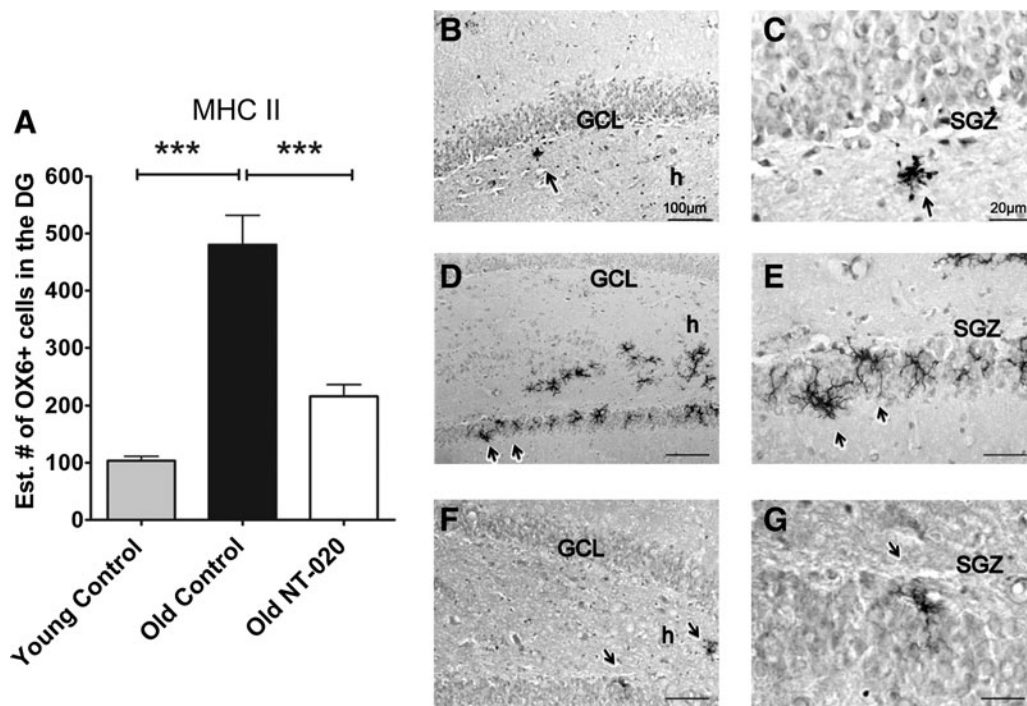 A
MHC II
***
***
Est. # of OX6+ cells in the DG
600
500
400
300
200
100
0
Young Control
Old Control
Old NT-020
B
GCL
h
100µm
C
SGZ
20µm
D
GCL
h
E
SGZ
F
GCL
h
G
SGZ